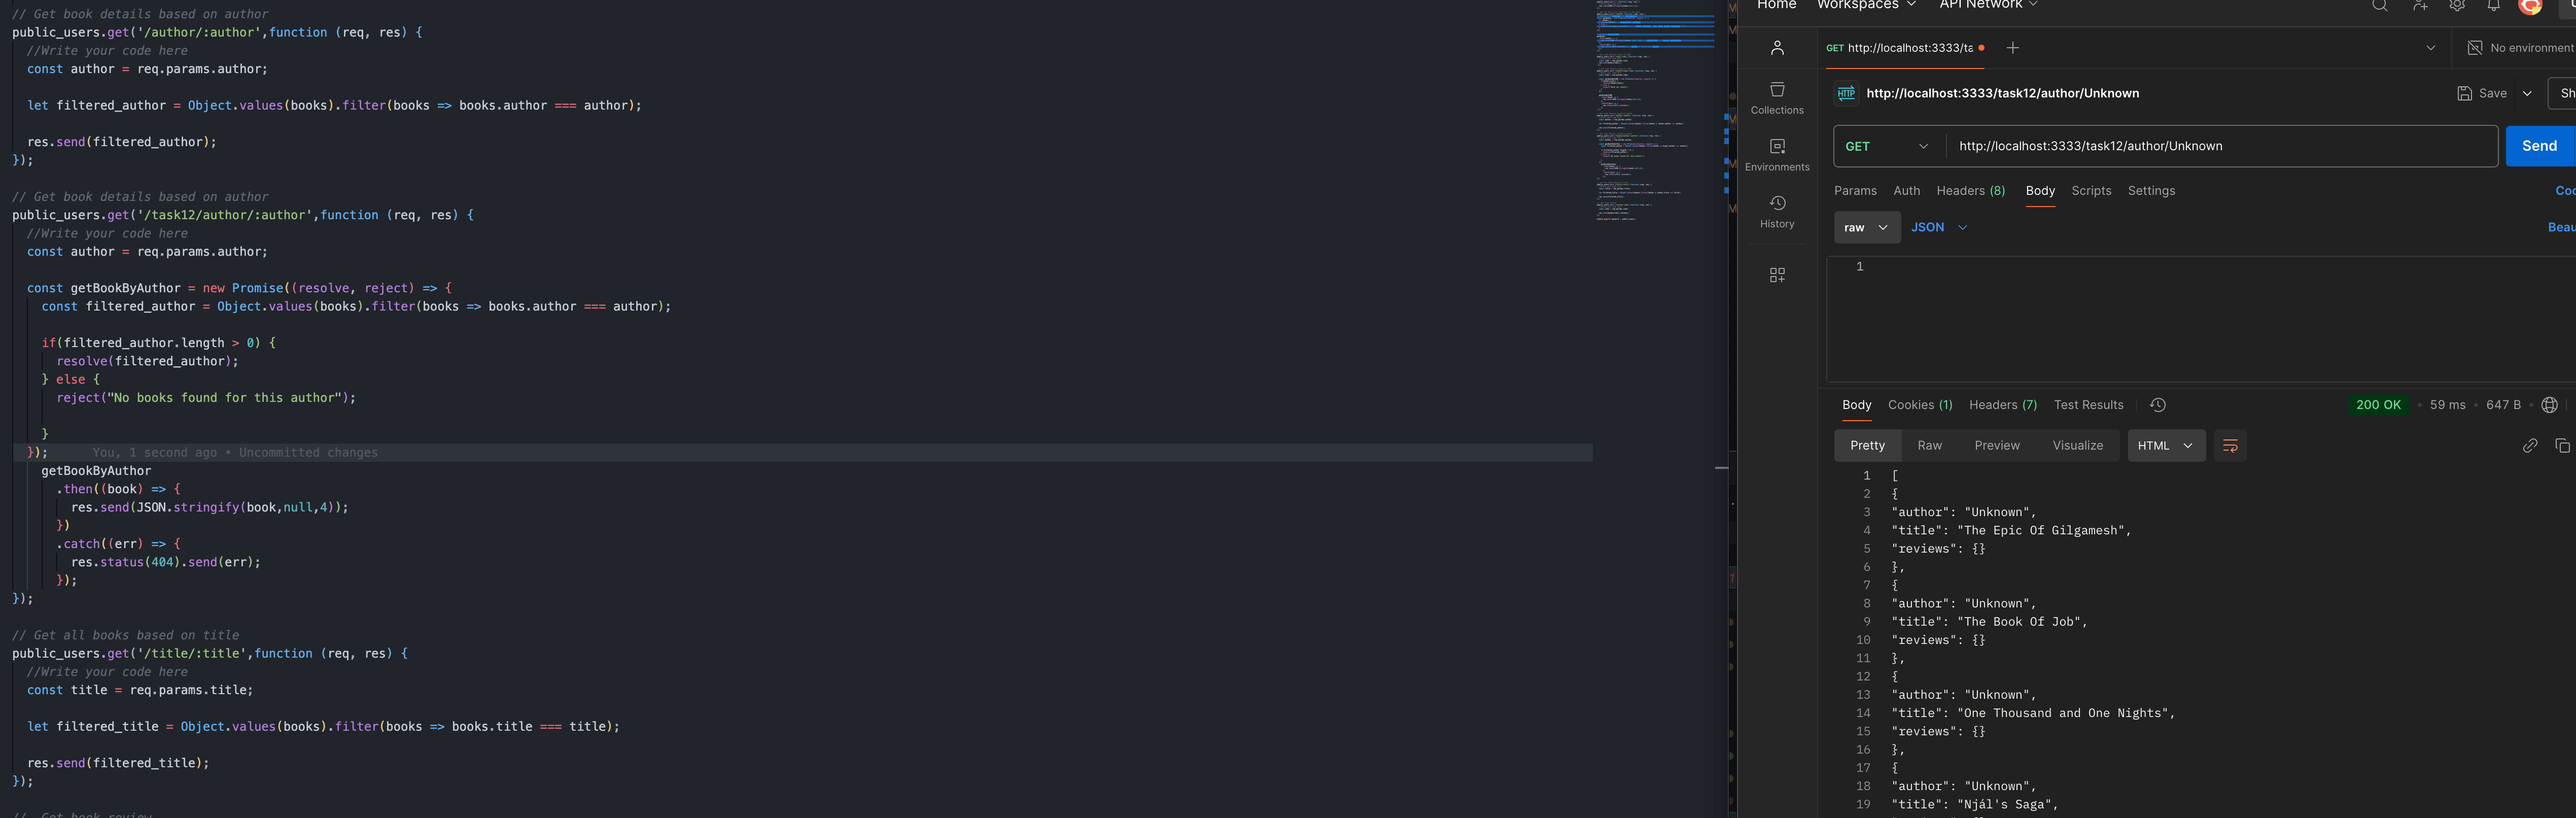 // Get book details based on author
public_users.get('/author/:author',function (req, res) {
//Write your code here
const author = req.params.author;
let filtered_author = Object.values(books).filter(books => books.author === author);
res.send(filtered_author);
});
// Get book details based on author
public_users.get('/task12/author/:author',function (req, res) {
//Write your code here
const author = req.params.author;
const getBookByAuthor = new Promise((resolve, reject) => {
const filtered_author = Object.values(books).filter(books => books.author === author);
if(filtered_author.length > 0) {
resolve(filtered_author);
} else {
reject("No books found for this author");
}
}); You, 1 second ago • Uncommitted changes
getBookByAuthor
.then((book) => {
res.send(JSON.stringify(book,null,4));
})
.catch((err) => {
res.status(404).send(err);
});
});
// Get all books based on title
public_users.get('/title/:title',function (req, res) {
//Write your code here
const title = req.params.title;
let filtered_title = Object.values(books).filter(books => books.title === title);
res.send(filtered_title);
});
// Get book review
Home Workspaces API Network
GET http://localhost:3333/ta No environment
Collections
Environments
History
HTTP http://localhost:3333/task12/author/Unknown Save Sh
GET http://localhost:3333/task12/author/Unknown Send
Params Auth Headers (8) Body Scripts Settings Coo
raw JSON Beau
1
Body Cookies (1) Headers (7) Test Results 200 OK • 59 ms • 647 B
Pretty Raw Preview Visualize HTML
1 [
2 {
3 "author": "Unknown",
4 "title": "The Epic Of Gilgamesh",
5 "reviews": {}
6 },
7 {
8 "author": "Unknown",
9 "title": "The Book Of Job",
10 "reviews": {}
11 },
12 {
13 "author": "Unknown",
14 "title": "One Thousand and One Nights",
15 "reviews": {}
16 },
17 {
18 "author": "Unknown",
19 "title": "Njál's Saga",